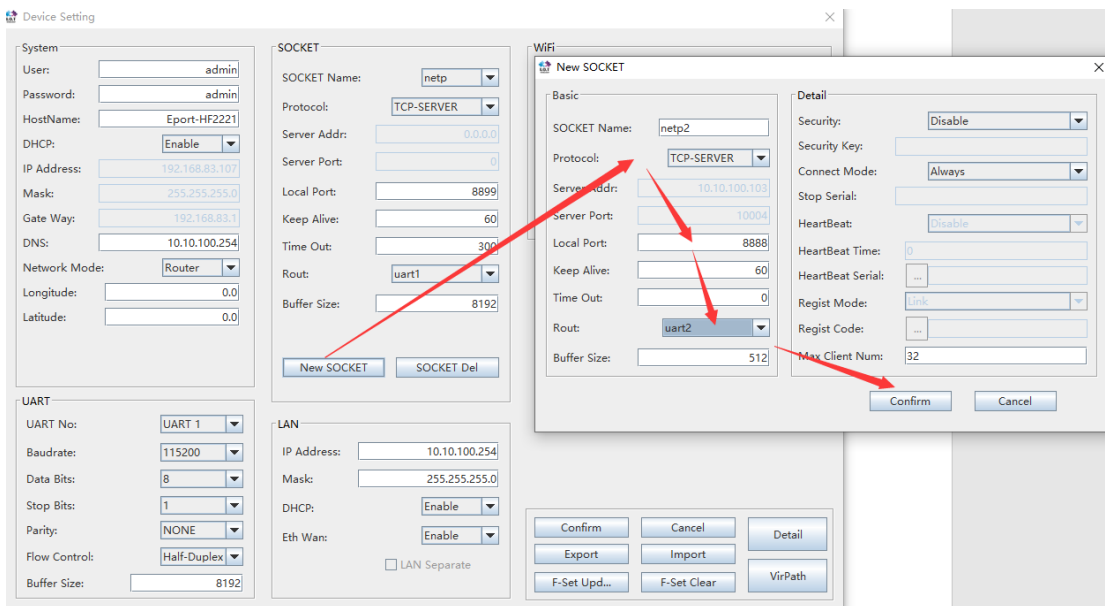 Device Setting
System
User: admin
Password: admin
HostName: Eport-HF2221
DHCP: Enable
IP Address: 192.168.83.107
Mask: 255.255.255.0
Gate Way: 192.168.83.1
DNS: 10.10.100.254
Network Mode: Router
Longitude: 0.0
Latitude: 0.0
SOCKET
SOCKET Name: netp
Protocol: TCP-SERVER
Server Addr: 0.0.0.0
Server Port: 0
Local Port: 8899
Keep Alive: 60
Time Out: 300
Rout: uart1
Buffer Size: 8192
New SOCKET SOCKET Del
WiFi
New SOCKET
Basic
SOCKET Name: netp2
Protocol: TCP-SERVER
Server Addr: 10.10.100.103
Server Port: 10004
Local Port: 8888
Keep Alive: 60
Time Out: 0
Rout: uart2
Buffer Size: 512
Detail
Security: Disable
Security Key:
Connect Mode: Always
Stop Serial:
HeartBeat: Disable
HeartBeat Time: 0
HeartBeat Serial: ...
Regist Mode: Link
Regist Code: ...
Max Client Num: 32
Confirm Cancel
UART
UART No: UART 1
Baudrate: 115200
Data Bits: 8
Stop Bits: 1
Parity: NONE
Flow Control: Half-Duplex
Buffer Size: 8192
LAN
IP Address: 10.10.100.254
Mask: 255.255.255.0
DHCP: Enable
Eth Wan: Enable
LAN Separate
Confirm Cancel Detail
Export Import
F-Set Upd... F-Set Clear VirPath